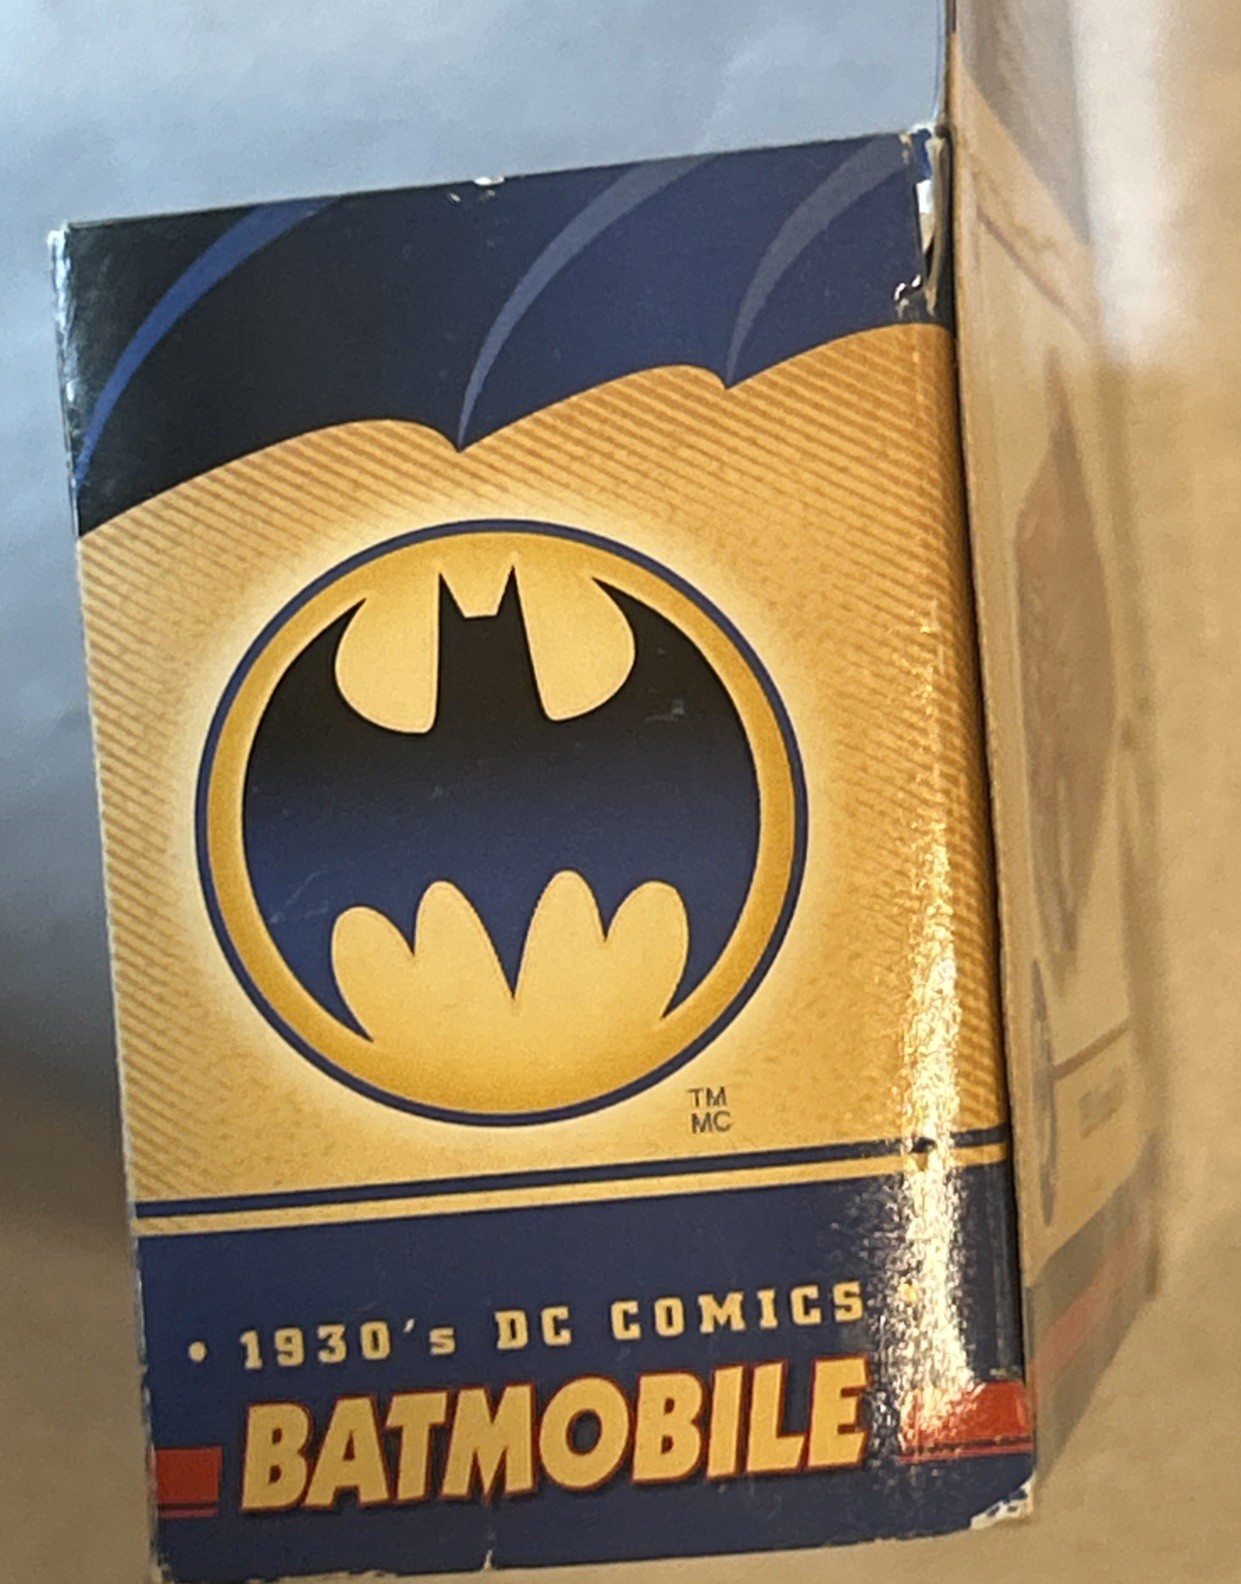 TM
MC
• 1930's DC COMICS •
BATMOBILE